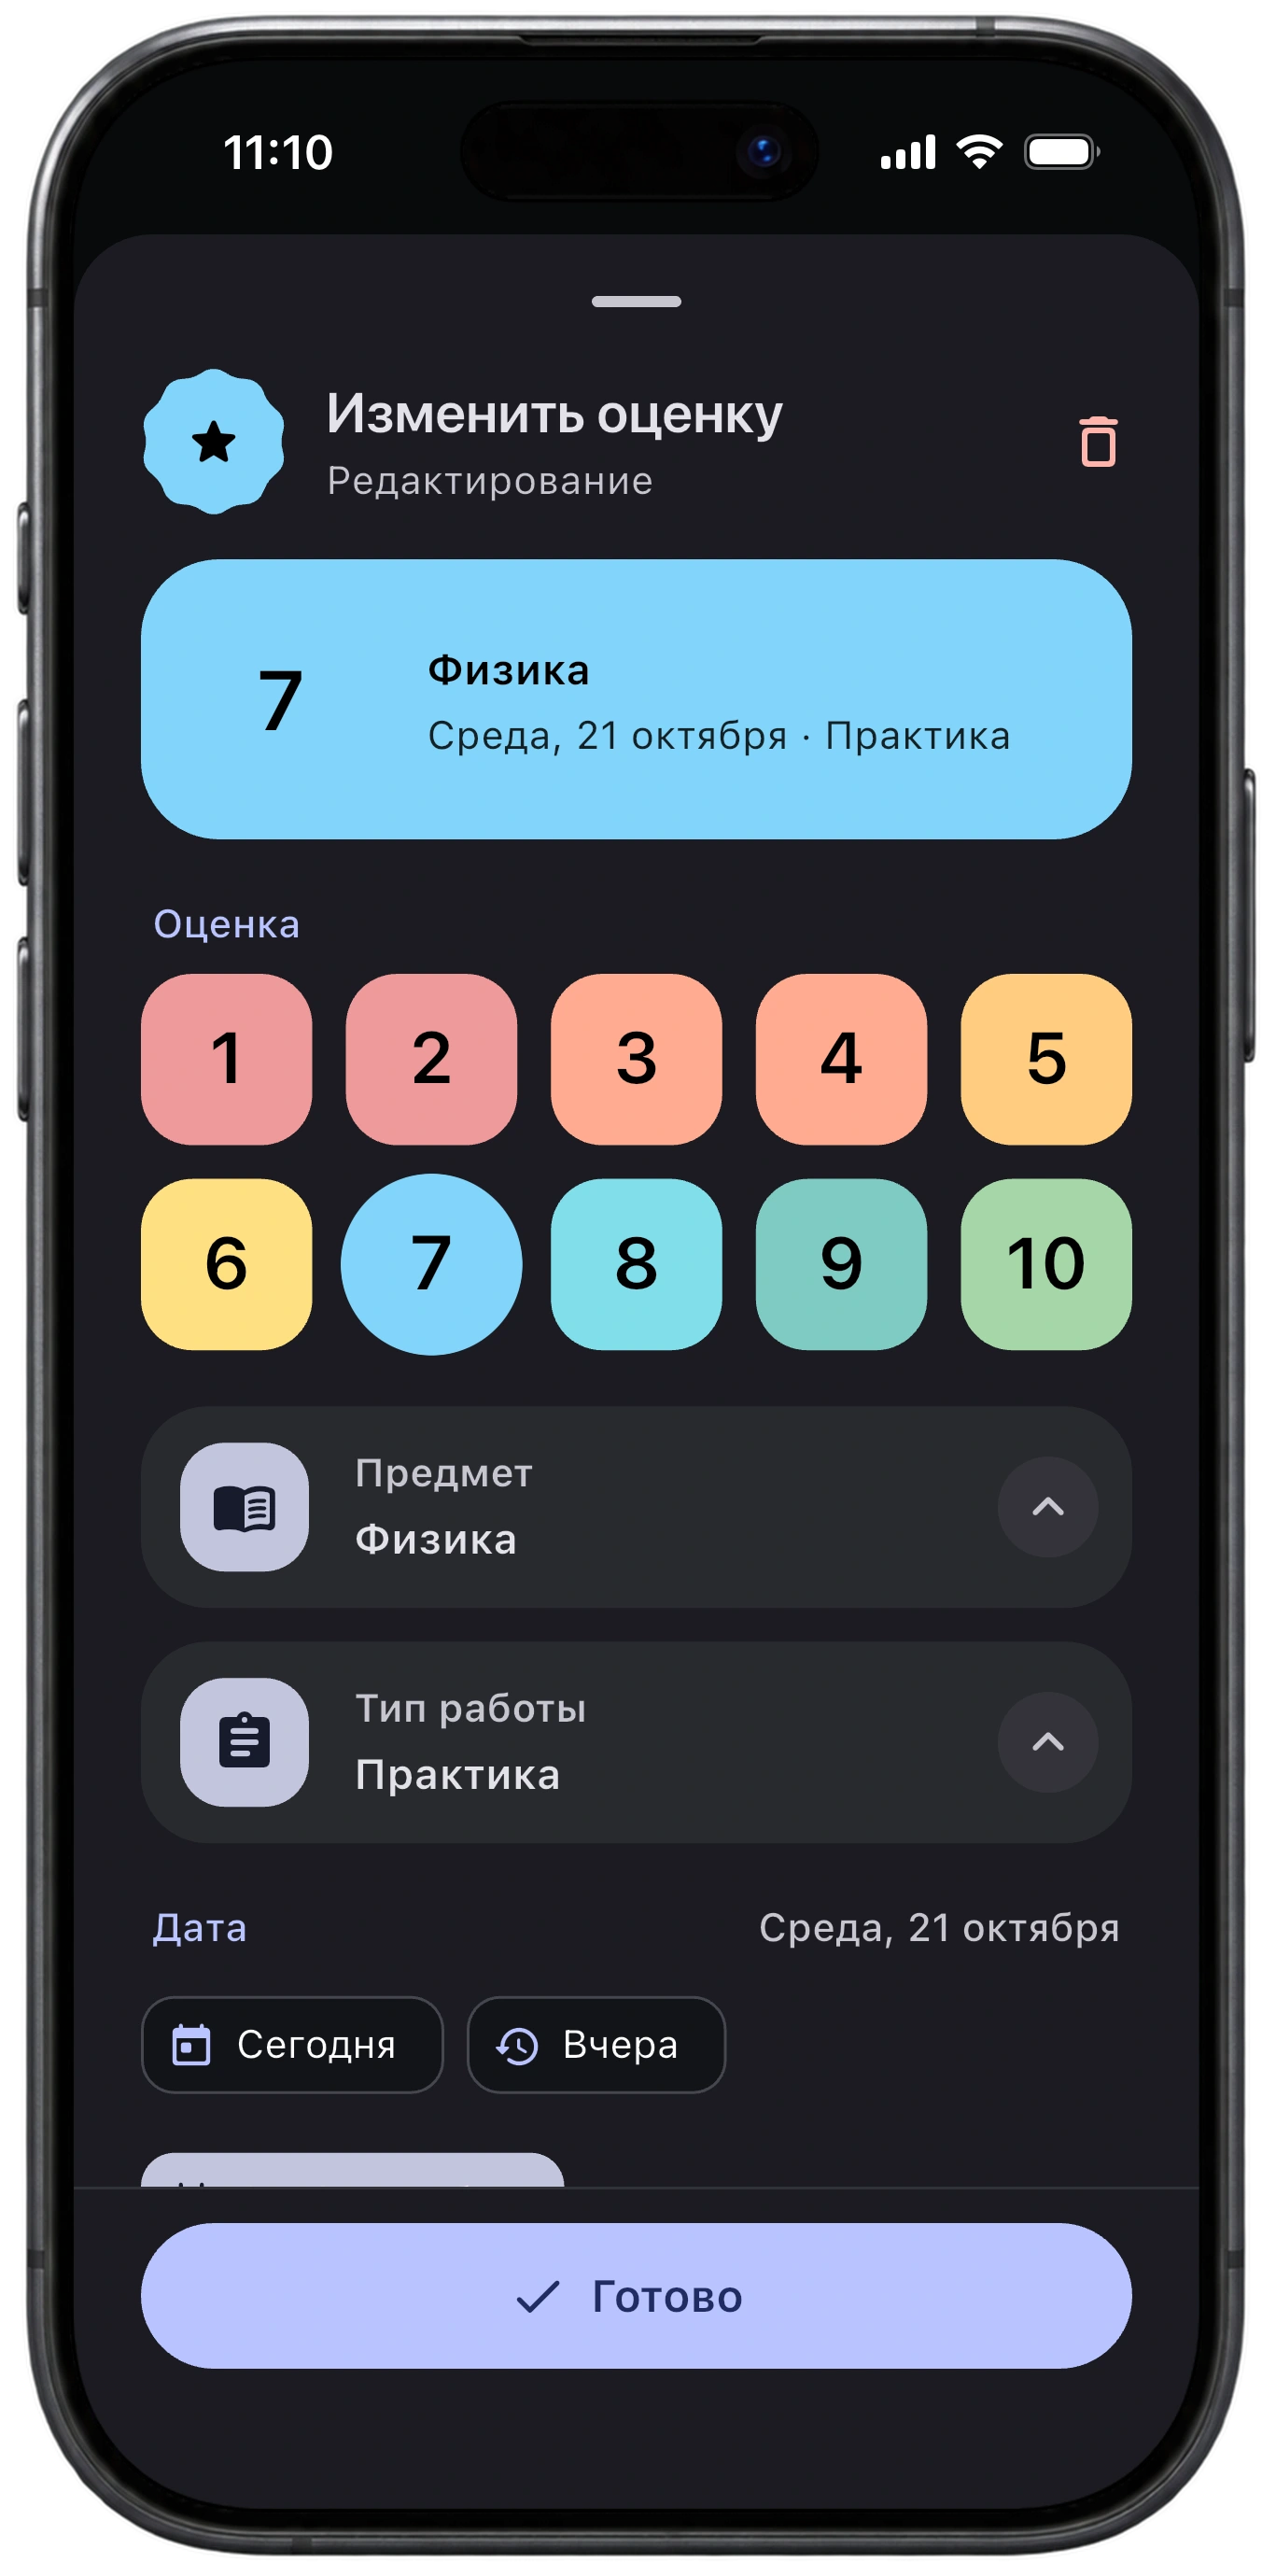 11:10
Изменить оценку
Редактирование
7
Физика
Среда, 21 октября · Практика
Оценка
1 2 3 4 5
6 7 8 9 10
Предмет
Физика
Тип работы
Практика
Дата Среда, 21 октября
Сегодня Вчера
Готово